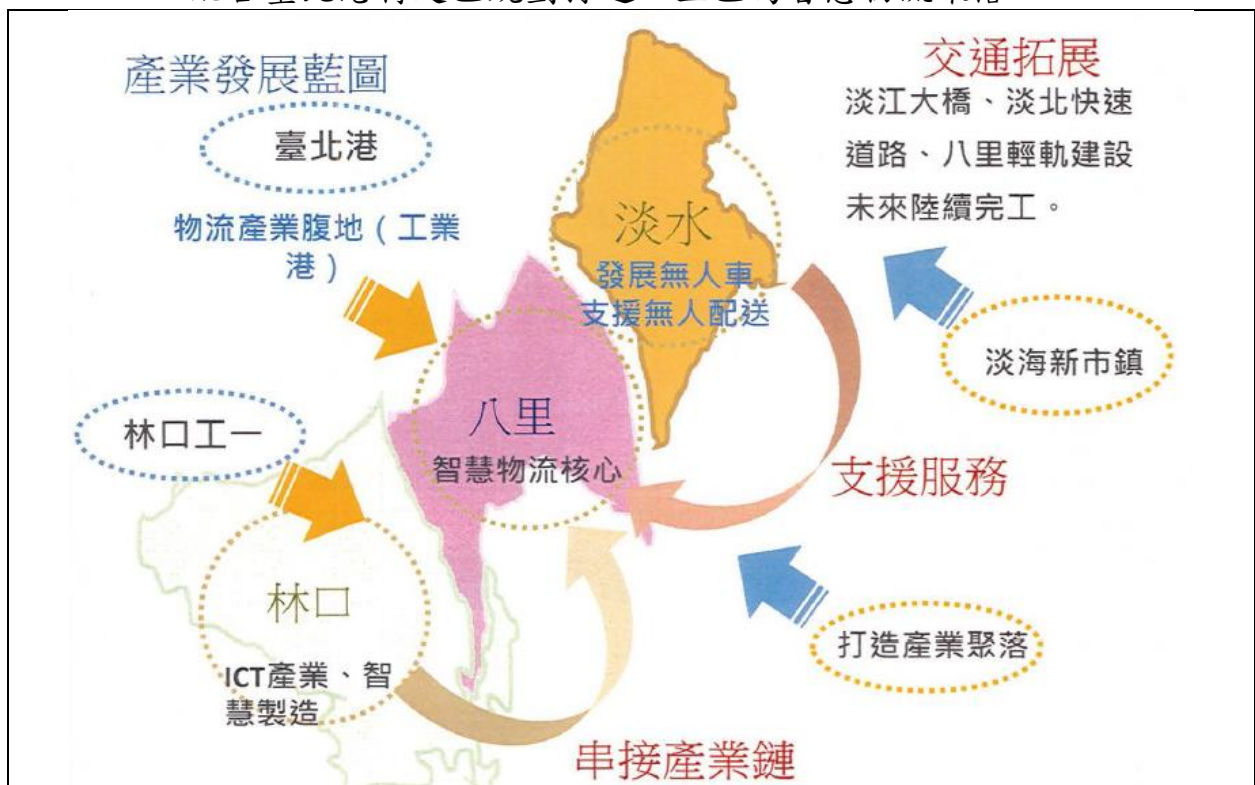 產業發展藍圖
臺北港
物流產業腹地（工業
港）
交通拓展
淡江大橋、淡北快速
道路、八里輕軌建設
未來陸續完工。
淡水
發展無人車
支援無人配送
淡海新市鎮
林口工一
八里
智慧物流核心
支援服務
林口
ICT產業、智
慧製造
打造產業聚落
串接產業鏈